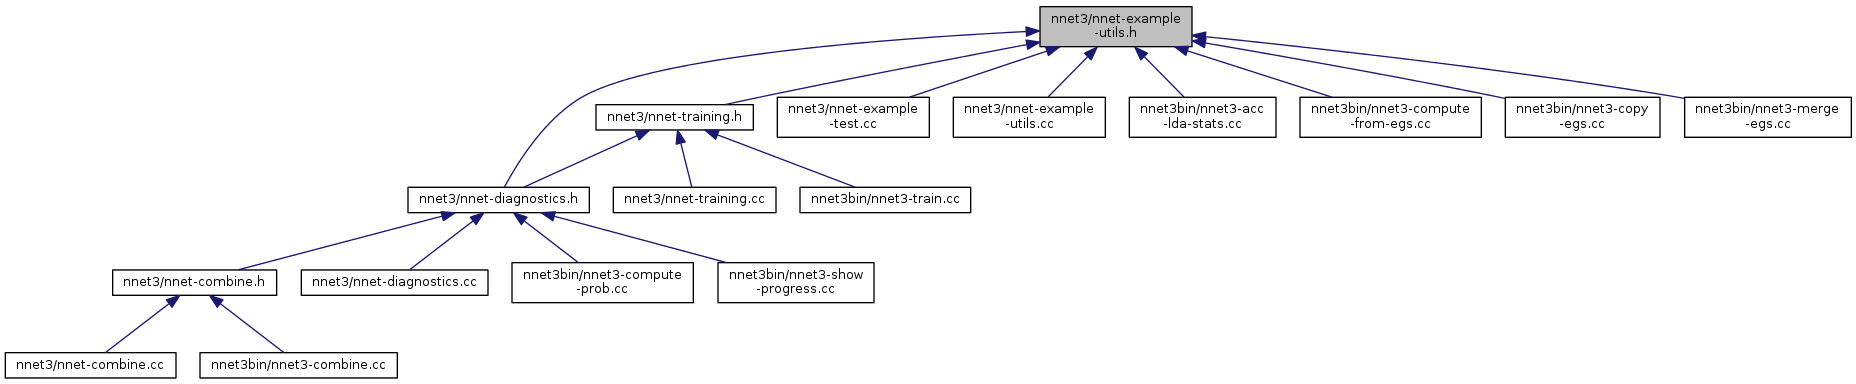 nnet3/nnet-example
-utils.h
nnet3/nnet-training.h
nnet3/nnet-example
-test.cc
nnet3/nnet-example
-utils.cc
nnet3bin/nnet3-acc
-lda-stats.cc
nnet3bin/nnet3-compute
-from-egs.cc
nnet3bin/nnet3-copy
-egs.cc
nnet3bin/nnet3-merge
-egs.cc
nnet3/nnet-diagnostics.h
nnet3/nnet-training.cc
nnet3bin/nnet3-train.cc
nnet3/nnet-combine.h
nnet3/nnet-diagnostics.cc
nnet3bin/nnet3-compute
-prob.cc
nnet3bin/nnet3-show
-progress.cc
nnet3/nnet-combine.cc
nnet3bin/nnet3-combine.cc